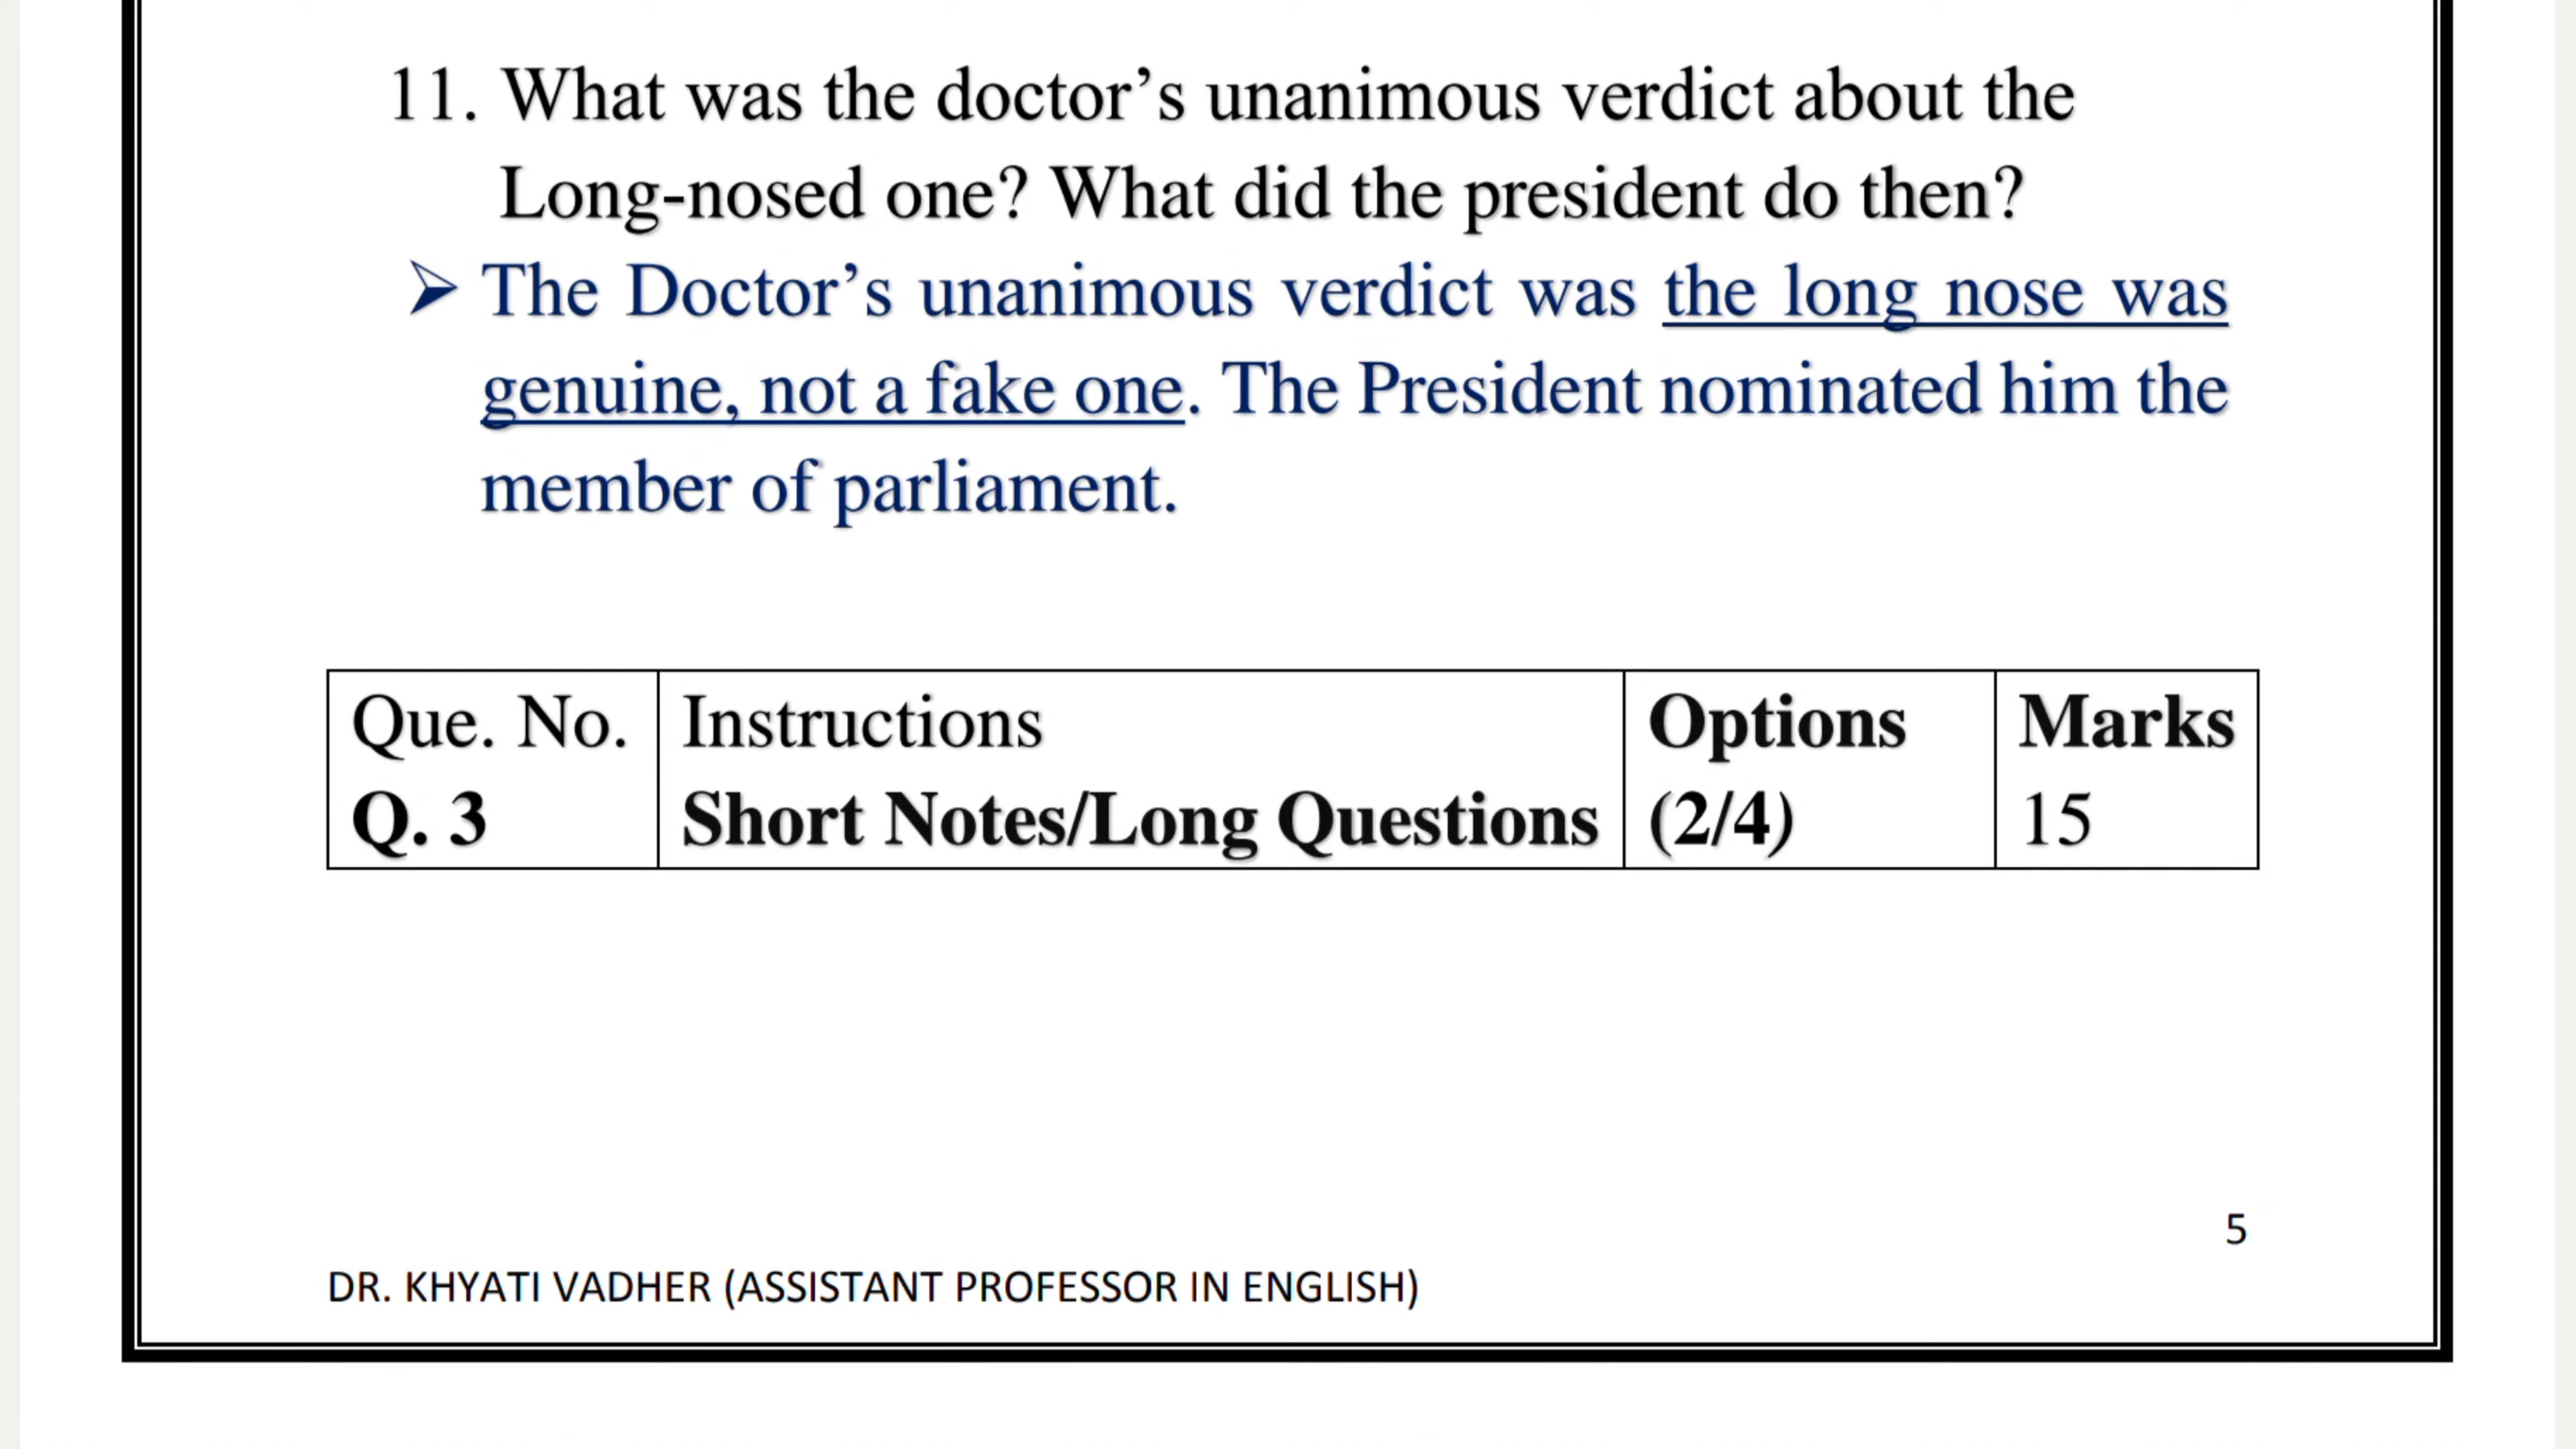 11. What was the doctor’s unanimous verdict about the
Long-nosed one? What did the president do then?
➢ The Doctor’s unanimous verdict was the long nose was
genuine, not a fake one. The President nominated him the
member of parliament.
Que. No. Instructions Options Marks
Q. 3 Short Notes/Long Questions (2/4) 15
5
DR. KHYATI VADHER (ASSISTANT PROFESSOR IN ENGLISH)